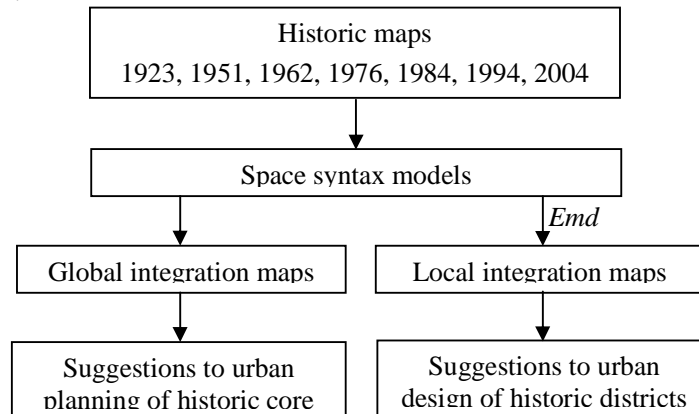 Historic maps
1923, 1951, 1962, 1976, 1984, 1994, 2004
Space syntax models
Emd
Global integration maps
Local integration maps
Suggestions to urban
planning of historic core
Suggestions to urban
design of historic districts